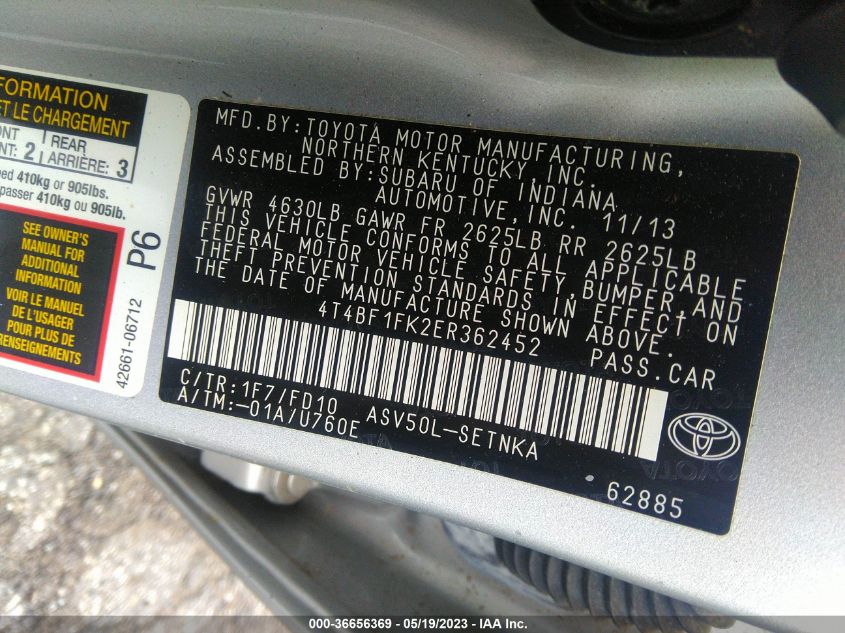 FORMATION
ET LE CHARGEMENT
REAR
2
ARRIÈRE: 3
410kg or 905lbs.
passer 410kg ou 905lb.
SEE OWNER'S
MANUAL FOR
ADDITIONAL
INFORMATION
VOIR LE MANUEL
DE L'USAGER
POUR PLUS DE
RENSEIGNEMENTS
P6
42661-06712
MFD.BY:TOYOTA MOTOR MANUFACTURING,
NORTHERN KENTUCKY, INC.
ASSEMBLED BY:SUBARU OF INDIANA
AUTOMOTIVE, INC. 11/13
GVWR 4630LB GAWR FR 2625LB RR 2625LB
THIS VEHICLE CONFORMS TO ALL APPLICABLE
FEDERAL MOTOR VEHICLE SAFETY, BUMPER, AND
THEFT PREVENTION STANDARDS IN EFFECT ON
THE DATE OF MANUFACTURE SHOWN ABOVE.
4T4BF1FK2ER362452 PASS.CAR
C/TR:1F7/FD10 ASV50L-SETNKA
A/TM:-01A/U760E
62885
000-36656369 - 05/19/2023 - IAA Inc.